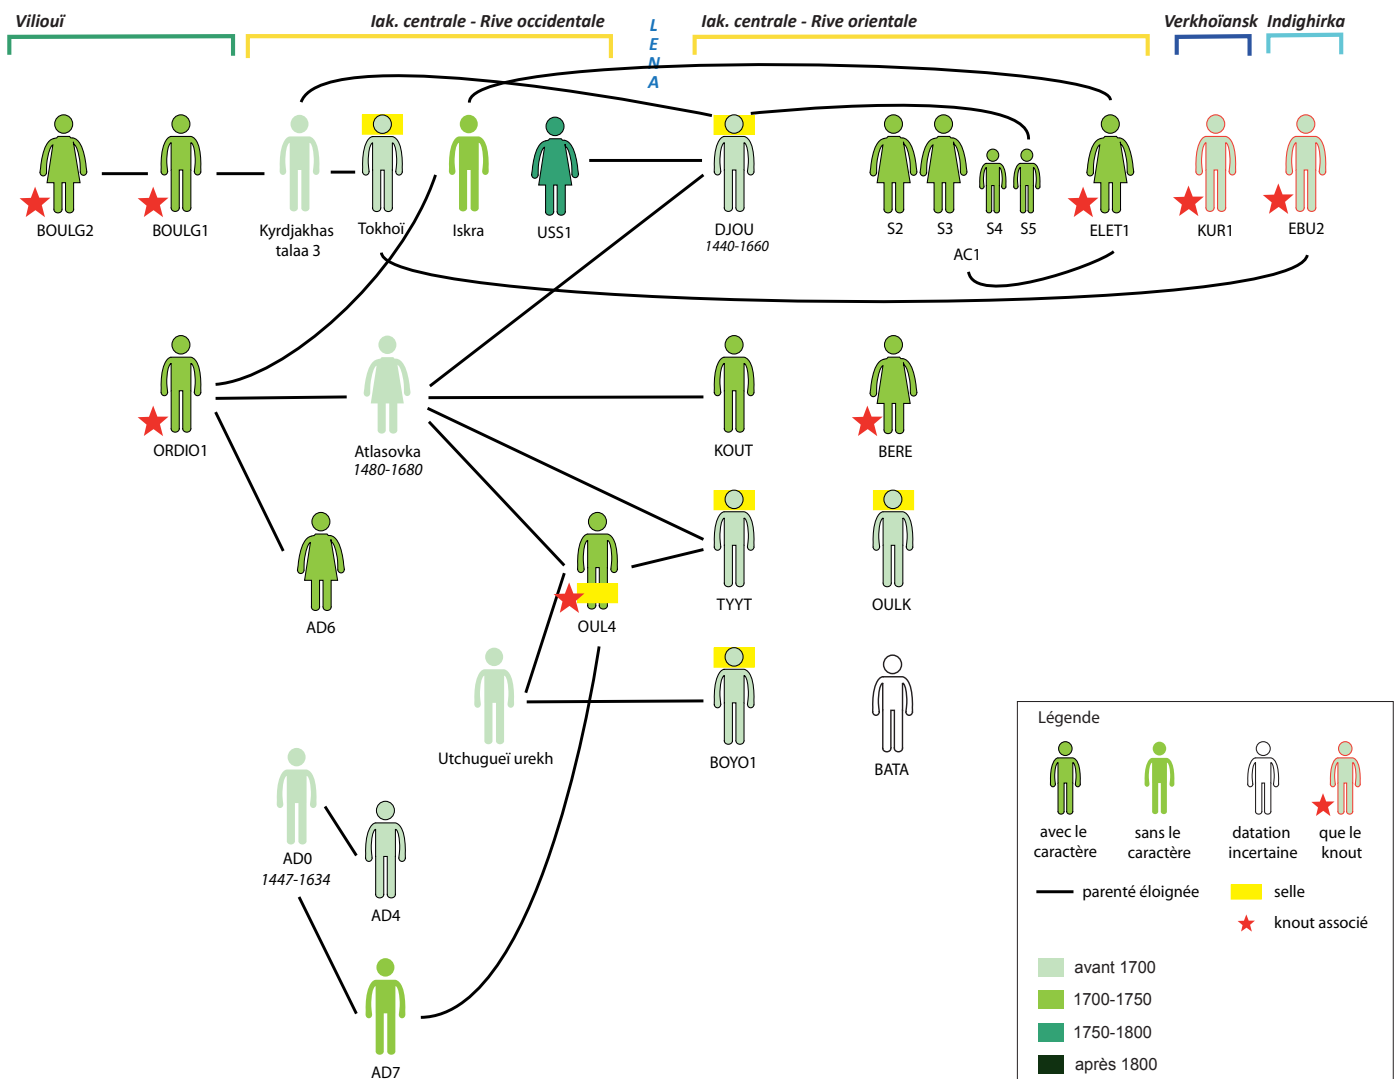 Viliouï
Iak. centrale - Rive occidentale
L
E
N
A
Iak. centrale - Rive orientale
Verkhoïansk
Indighirka
BOULG2
BOULG1
Kyrdjakhas
talaa 3
Tokhoï
Iskra
USS1
DJOU
1440-1660
S2
S3
S4
S5
AC1
ELET1
KUR1
EBU2
ORDIO1
Atlasovka
1480-1680
KOUT
BERE
AD6
OUL4
TYYT
OULK
Utchugueï urekh
BOYO1
BATA
AD0
1447-1634
AD4
AD7
Légende
avec le
caractère
sans le
caractère
datation
incertaine
que le
knout
parenté éloignée
selle
knout associé
avant 1700
1700-1750
1750-1800
après 1800